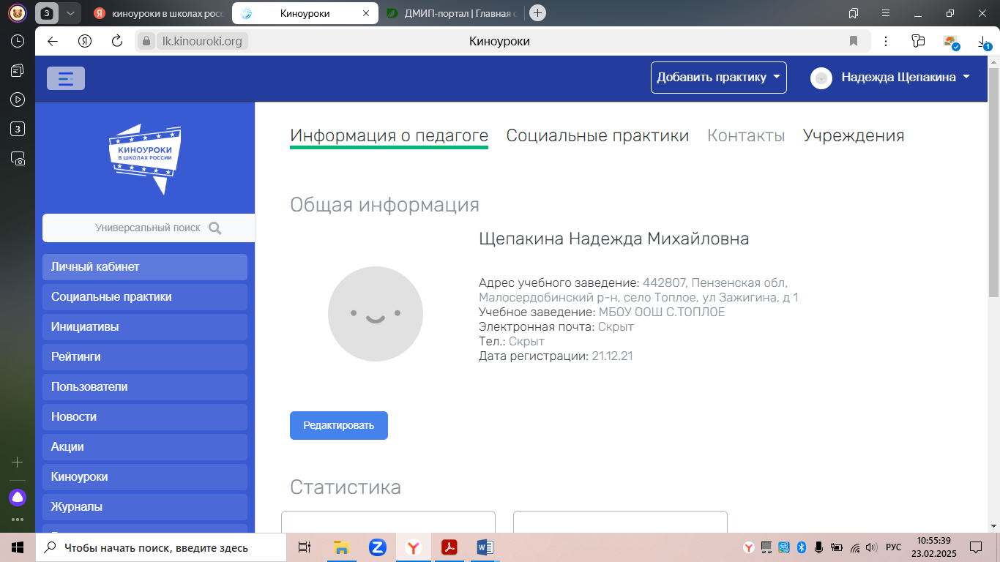 3
киноуроки в школах росс
Киноуроки
ДМИП-портал | Главная с
lk.kinouroki.org
Киноуроки
1
3
Добавить практику
Надежда Щепакина
КИНОУРОКИ
В ШКОЛАХ РОССИИ
Универсальный поиск
Личный кабинет
Социальные практики
Инициативы
Рейтинги
Пользователи
Новости
Акции
Киноуроки
Журналы
Информация о педагоге
Социальные практики
Контакты
Учреждения
Общая информация
Щепакина Надежда Михайловна
Адрес учебного заведение: 442807, Пензенская обл,
Малосердобинский р-н, село Топлое, ул Зажигина, д 1
Учебное заведение: МБОУ ООШ С.ТОПЛОЕ
Электронная почта: Скрыт
Тел.: Скрыт
Дата регистрации: 21.12.21
Редактировать
Статистика
Чтобы начать поиск, введите здесь
РУС
10:55:39
23.02.2025